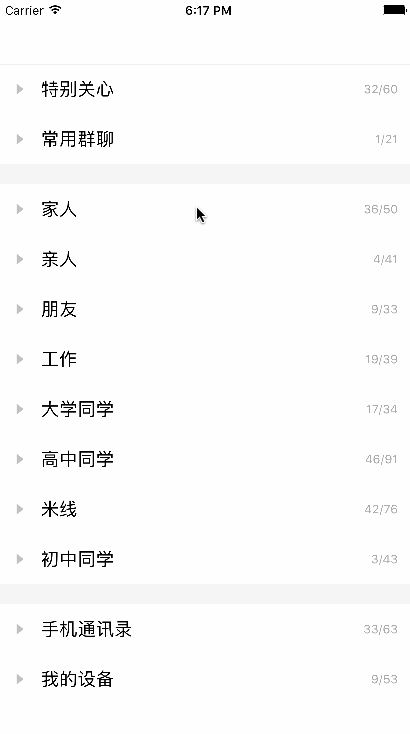 Carrier 6:17 PM
特别关心 32/60
常用群聊 1/21
家人 36/50
亲人 4/41
朋友 9/33
工作 19/39
大学同学 17/34
高中同学 46/91
米线 42/76
初中同学 3/43
手机通讯录 33/63
我的设备 9/53